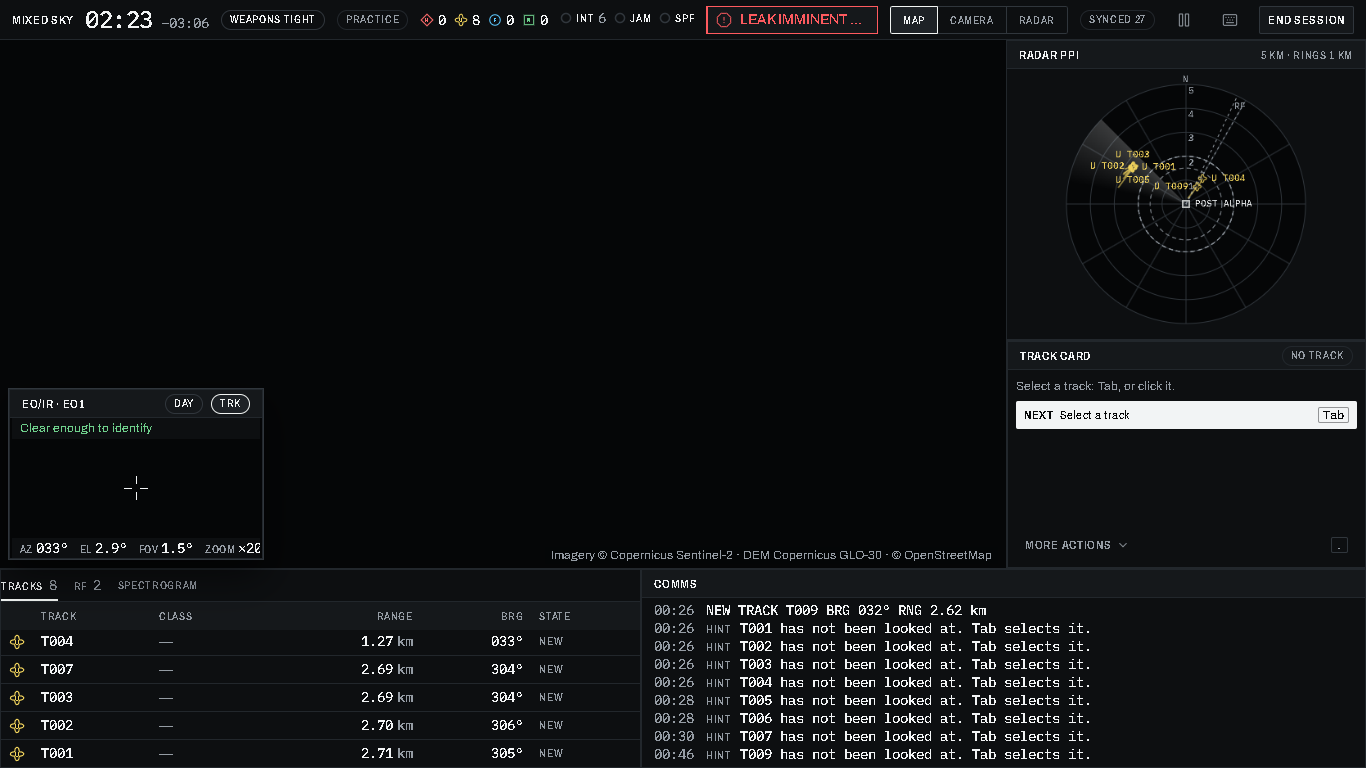 MIXED SKY 02:23 −03:06 WEAPONS TIGHT PRACTICE 0 8 0 0 INT 6 JAM SPF LEAK IMMINENT ... MAP CAMERA RADAR SYNCED 27 END SESSION
RADAR PPI 5 KM · RINGS 1 KM
N
5
RF
4
3
U T003
2
U T002
U T001
U T005
U T004
U T0091
POST ALPHA
TRACK CARD NO TRACK
Select a track: Tab, or click it.
NEXT Select a track Tab
MORE ACTIONS .
EO/IR · EO1 DAY TRK
Clear enough to identify
AZ 033° EL 2.9° FOV 1.5° ZOOM ×20
Imagery © Copernicus Sentinel-2 · DEM Copernicus GLO-30 · © OpenStreetMap
TRACKS 8 RF 2 SPECTROGRAM
TRACK CLASS RANGE BRG STATE
T004 — 1.27 km 033° NEW
T007 — 2.69 km 304° NEW
T003 — 2.69 km 304° NEW
T002 — 2.70 km 306° NEW
T001 — 2.71 km 305° NEW
COMMS
00:26 NEW TRACK T009 BRG 032° RNG 2.62 km
00:26 HINT T001 has not been looked at. Tab selects it.
00:26 HINT T002 has not been looked at. Tab selects it.
00:26 HINT T003 has not been looked at. Tab selects it.
00:26 HINT T004 has not been looked at. Tab selects it.
00:28 HINT T005 has not been looked at. Tab selects it.
00:28 HINT T006 has not been looked at. Tab selects it.
00:30 HINT T007 has not been looked at. Tab selects it.
00:46 HINT T009 has not been looked at. Tab selects it.